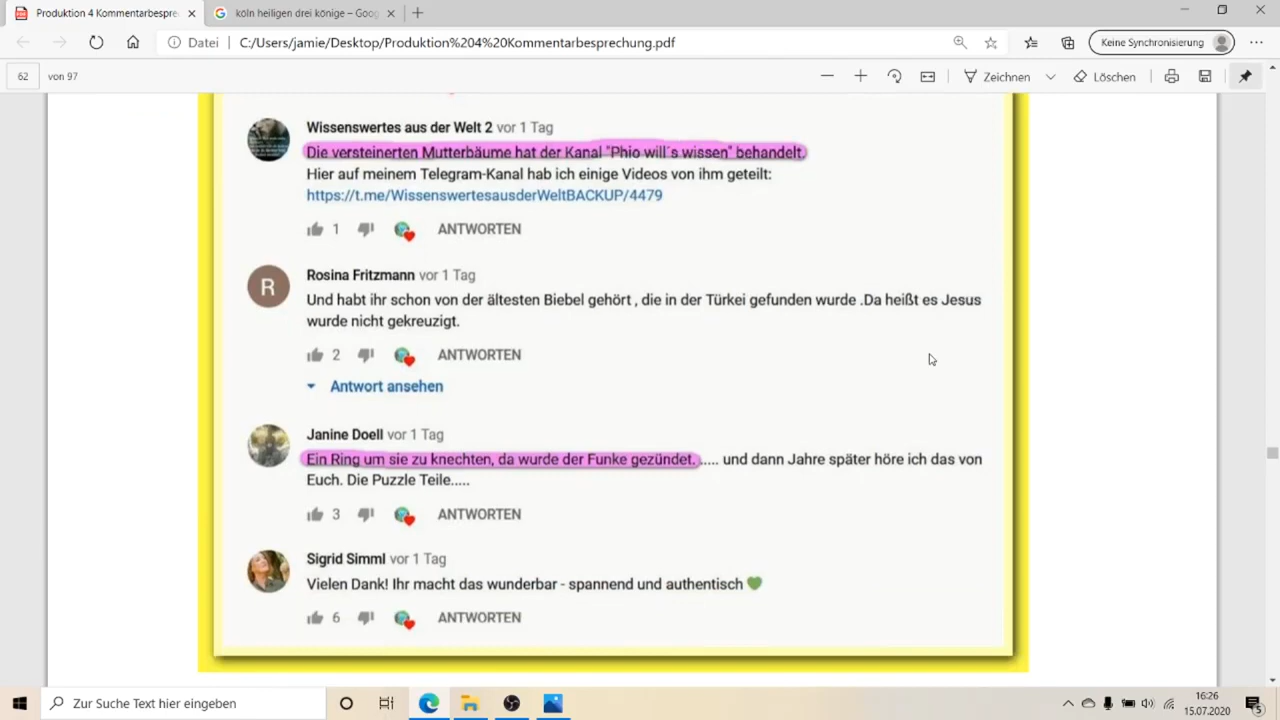 Produktion 4 Kommentarbespre
köln heiligen drei könige – Goog
Datei C:/Users/jamie/Desktop/Produktion%204%20Kommentarbesprechung.pdf
Keine Synchronisierung
62 von 97
Zeichnen
Löschen
Wissenswertes aus der Welt 2 vor 1 Tag
Die versteinerten Mutterbäume hat der Kanal "Phio will´s wissen" behandelt.
Hier auf meinem Telegram-Kanal hab ich einige Videos von ihm geteilt:
https://t.me/WissenswertesausderWeltBACKUP/4479
1 ANTWORTEN
R
Rosina Fritzmann vor 1 Tag
Und habt ihr schon von der ältesten Biebel gehört , die in der Türkei gefunden wurde .Da heißt es Jesus
wurde nicht gekreuzigt.
2 ANTWORTEN
Antwort ansehen
Janine Doell vor 1 Tag
Ein Ring um sie zu knechten, da wurde der Funke gezündet...... und dann Jahre später höre ich das von
Euch. Die Puzzle Teile.....
3 ANTWORTEN
Sigrid Simml vor 1 Tag
Vielen Dank! Ihr macht das wunderbar - spannend und authentisch 💚
6 ANTWORTEN
Zur Suche Text hier eingeben
16:26
15.07.2020
5